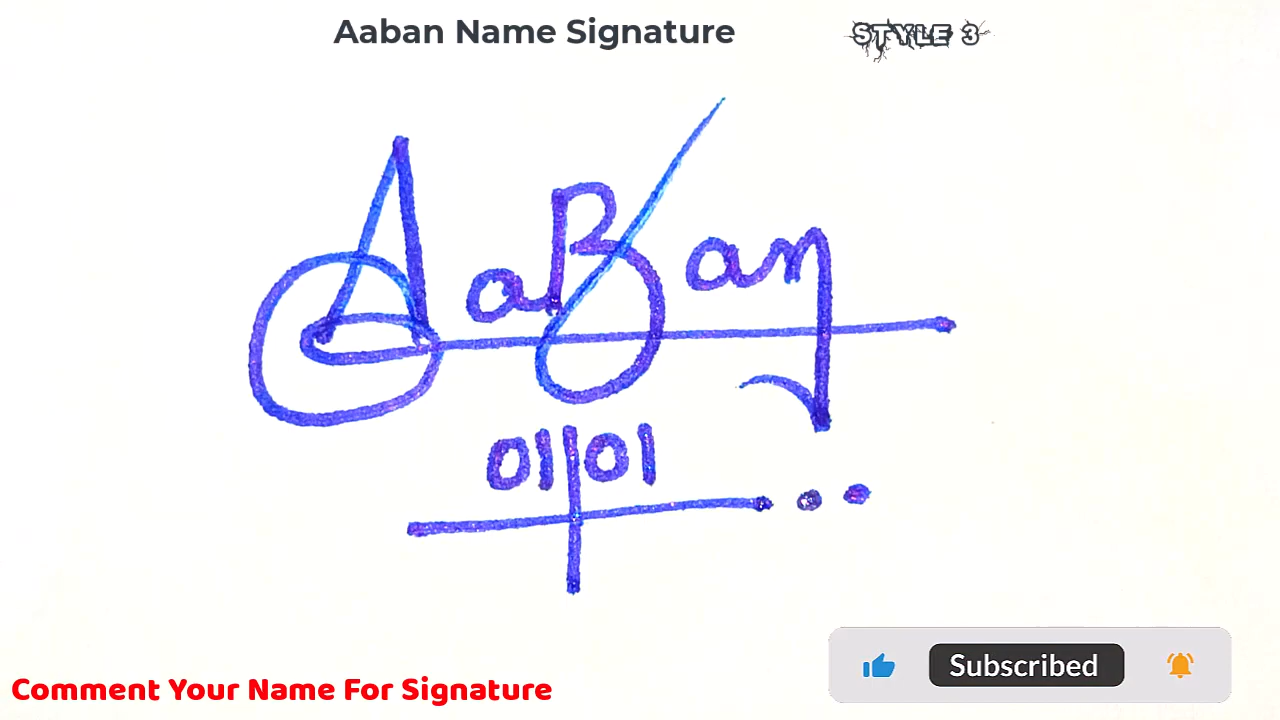 Aaban Name Signature STYLE 3
AaBan
01|01
Subscribed
Comment Your Name For Signature